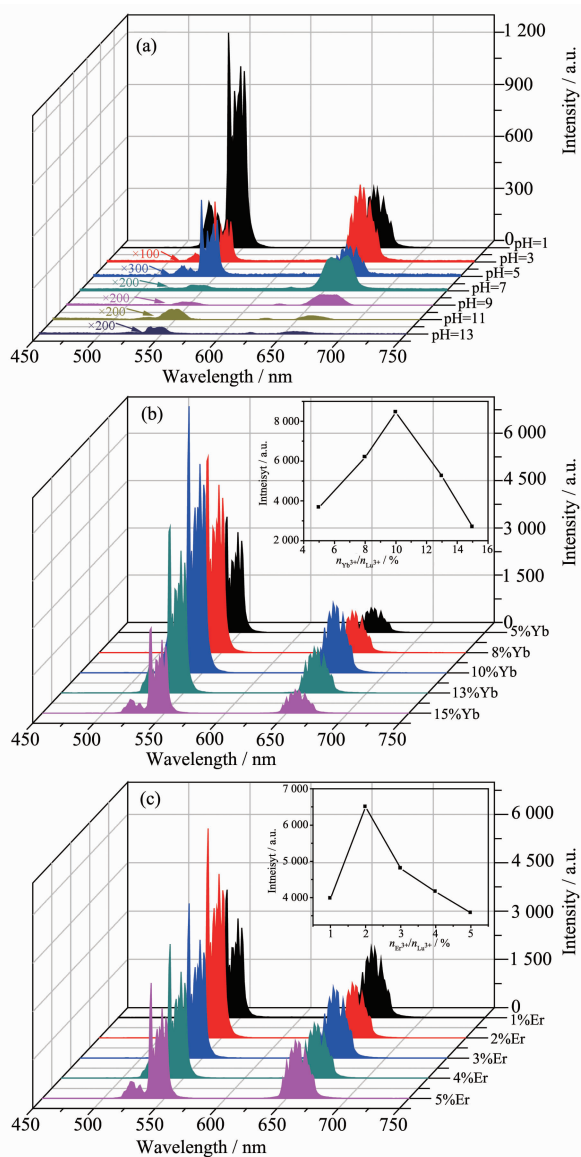 (a)
1 200
900
600
300
0
Intensity / a.u.
×100
×300
×200
×200
×200
×200
pH=1
pH=3
pH=5
pH=7
pH=9
pH=11
pH=13
450 500 550 600 650 700 750
Wavelength / nm
(b)
6 000
4 500
3 000
1 500
0
Intensity / a.u.
8 000
6 000
4 000
2 000
Intneisyt / a.u.
4 6 8 10 12 14 16
nYb3+/nLu3+ / %
5%Yb
8%Yb
10%Yb
13%Yb
15%Yb
450 500 550 600 650 700 750
Wavelength / nm
(c)
6 000
4 500
3 000
1 500
0
Intensity / a.u.
7 000
6 000
5 000
4 000
Intneisyt / a.u.
1 2 3 4 5
nEr3+/nLu3+ / %
1%Er
2%Er
3%Er
4%Er
5%Er
450 500 550 600 650 700 750
Wavelength / nm